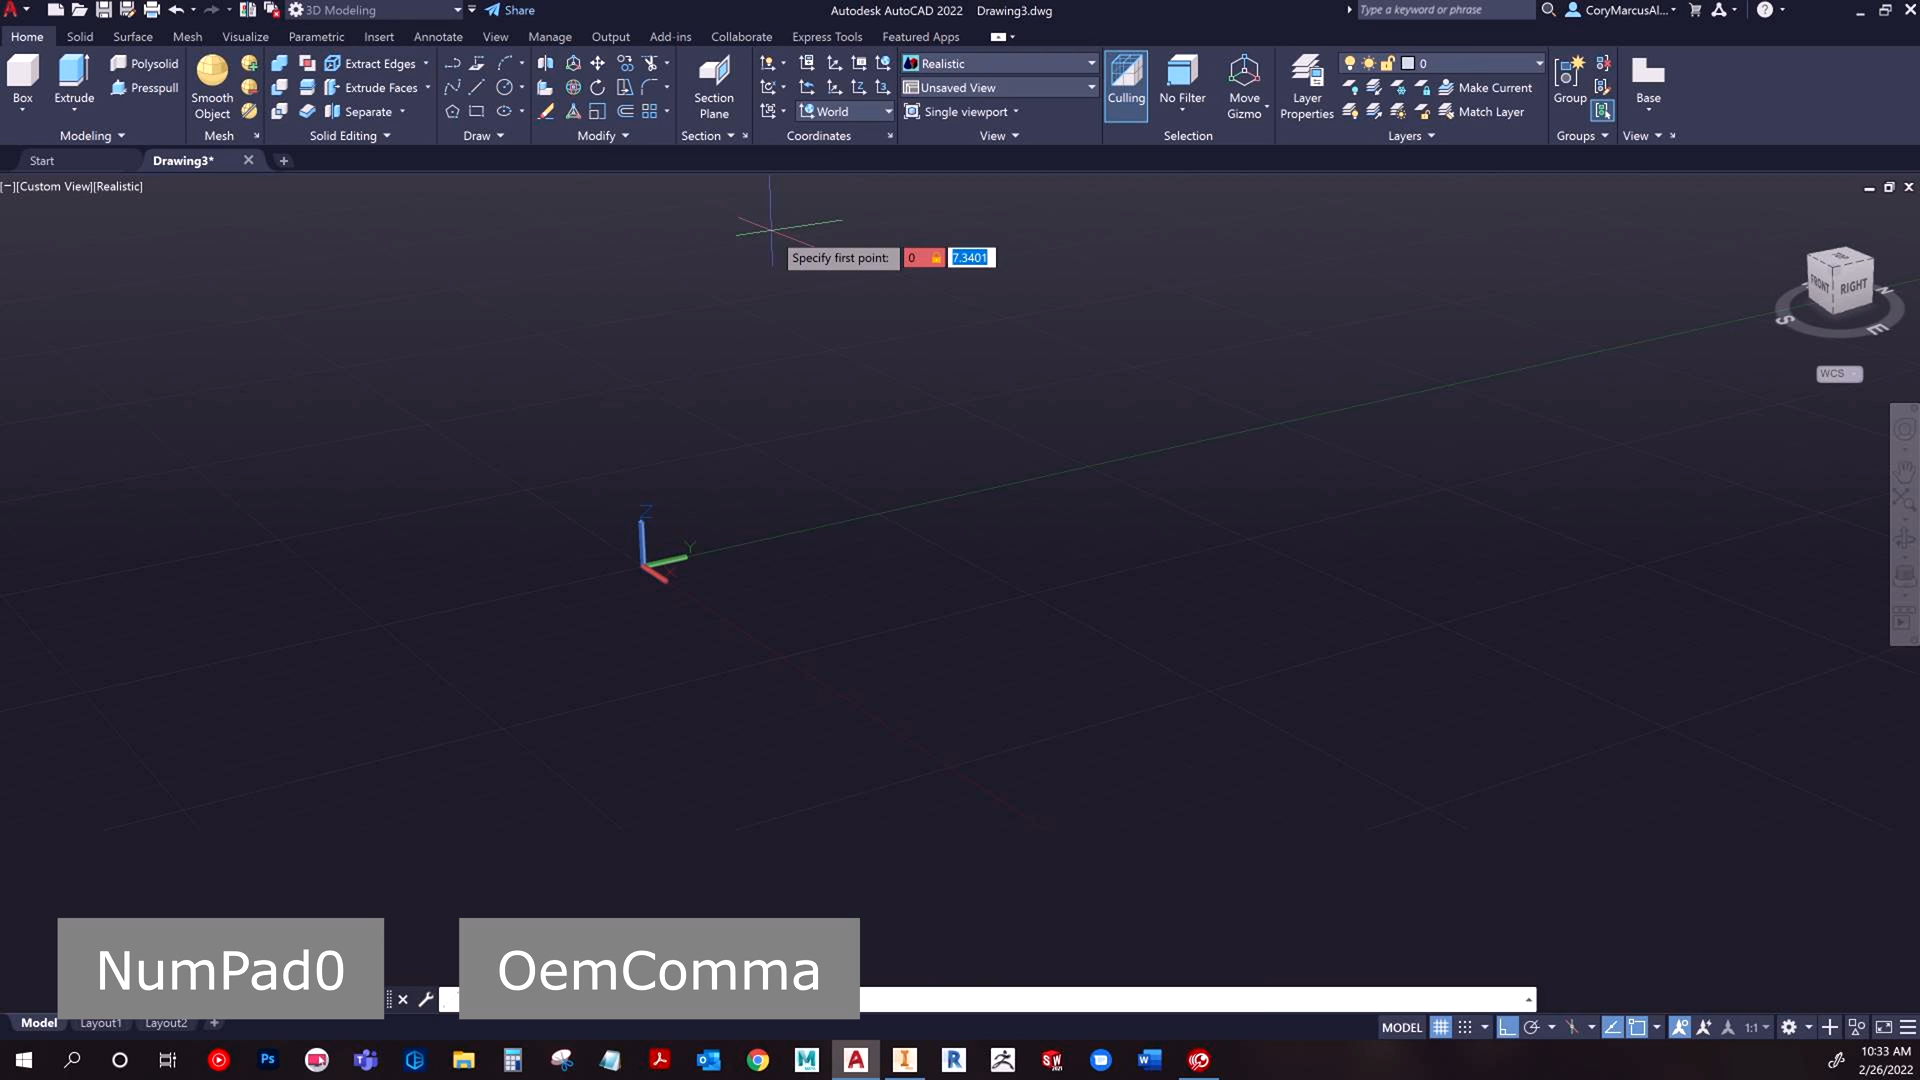 3D Modeling
Share
Autodesk AutoCAD 2022 Drawing3.dwg
Type a keyword or phrase
CoryMarcusAl...
Home Solid Surface Mesh Visualize Parametric Insert Annotate View Manage Output Add-ins Collaborate Express Tools Featured Apps
Box
Extrude
Polysolid
Presspull
Modeling
Smooth
Object
Mesh
Extract Edges
Extrude Faces
Separate
Solid Editing
Draw
Modify
Section
Plane
Section
World
Coordinates
Realistic
Unsaved View
Single viewport
View
Culling
No Filter
Move
Gizmo
Selection
Layer
Properties
0
Make Current
Match Layer
Layers
Group
Groups
Base
View
Start
Drawing3*
[−][Custom View][Realistic]
Specify first point: 0 7.3401
TOP
FRONT
RIGHT
S
E
N
WCS
Z
Y
X
NumPad0
OemComma
Model Layout1 Layout2
MODEL
1:1
10:33 AM
2/26/2022